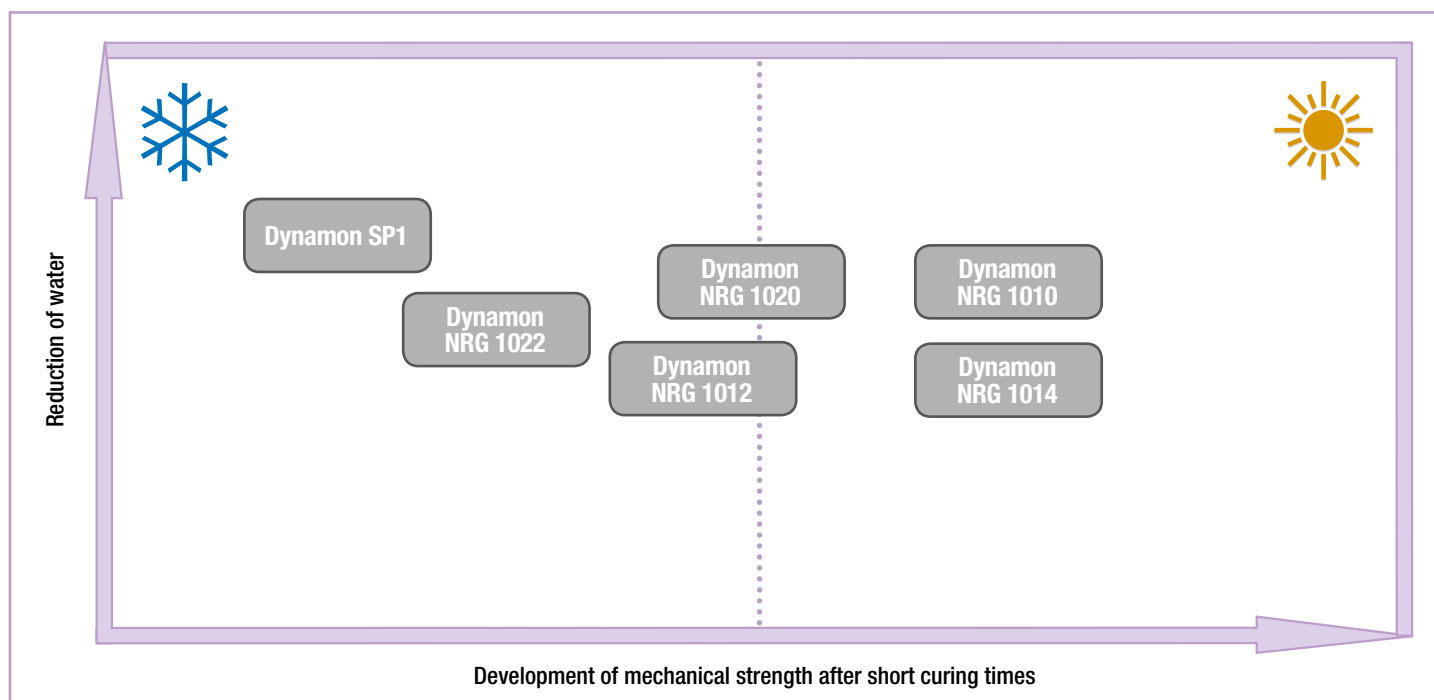 Reduction of water
Dynamon SP1
Dynamon
NRG 1022
Dynamon
NRG 1020
Dynamon
NRG 1012
Dynamon
NRG 1010
Dynamon
NRG 1014
Development of mechanical strength after short curing times